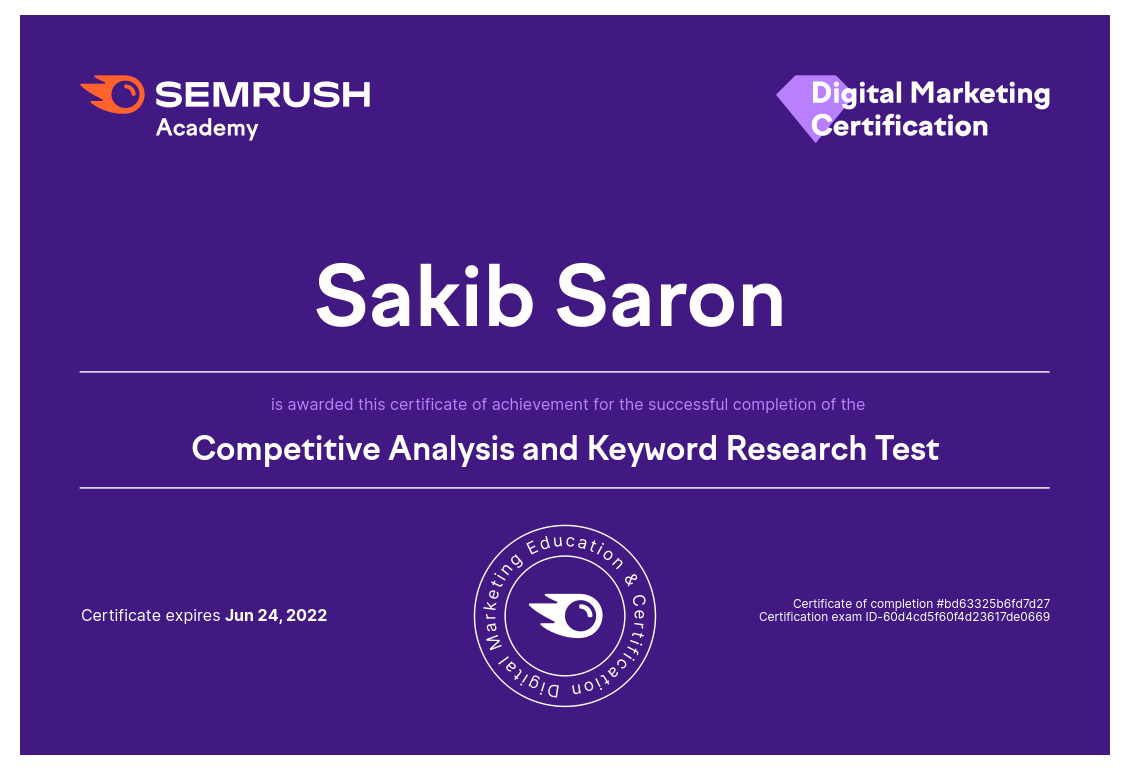 SEMRUSH
Academy
Digital Marketing
Certification
Sakib Saron
is awarded this certificate of achievement for the successful completion of the
Competitive Analysis and Keyword Research Test
Certificate expires Jun 24, 2022
Digital Marketing Education & Certification
Certificate of completion #bd63325b6fd7d27
Certification exam ID-60d4cd5f60f4d23617de0669